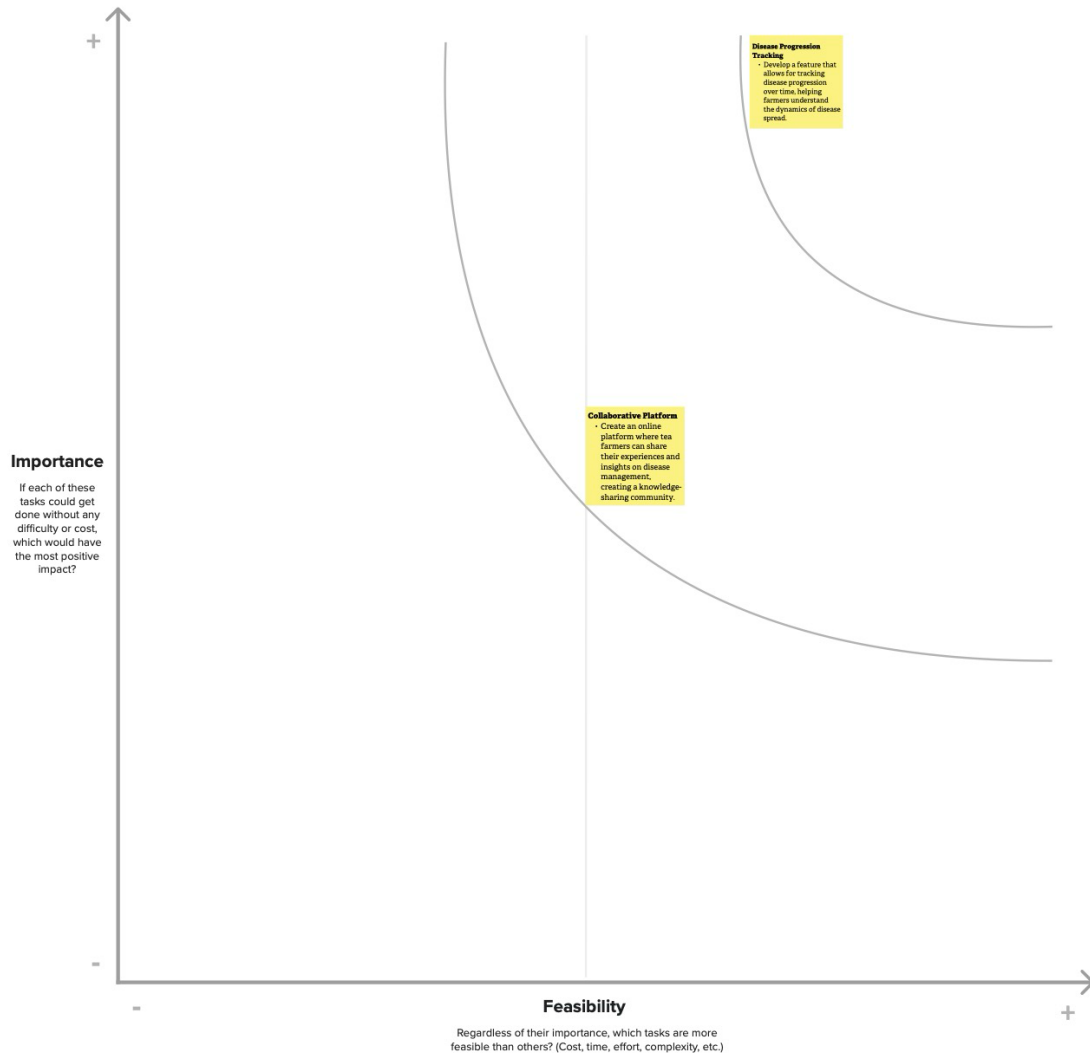 +
Disease Progression
Tracking
• Develop a feature that
allows for tracking
disease progression
over time, helping
farmers understand
the dynamics of disease
spread.
Collaborative Platform
• Create an online
platform where tea
farmers can share
their experiences and
insights on disease
management,
creating a knowledge-
sharing community.
Importance
If each of these
tasks could get
done without any
difficulty or cost,
which would have
the most positive
impact?
-
-
Feasibility
+
Regardless of their importance, which tasks are more
feasible than others? (Cost, time, effort, complexity, etc.)